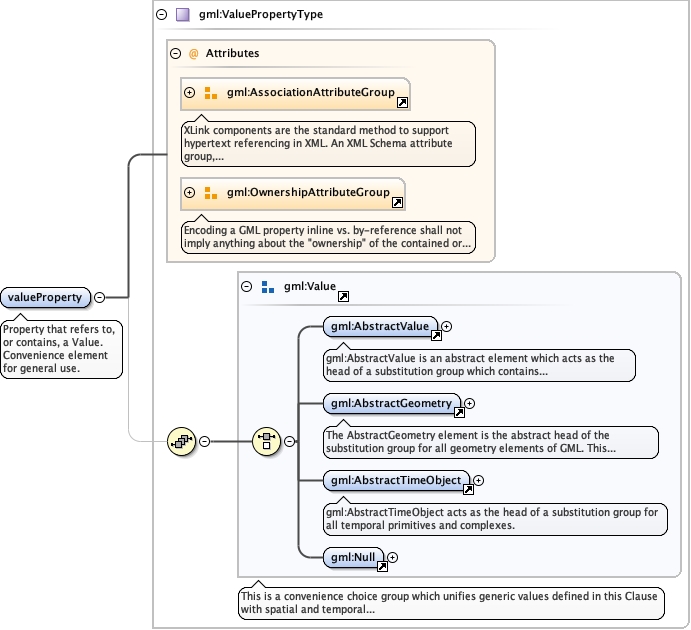 gml:ValuePropertyType
@ Attributes
gml:AssociationAttributeGroup
XLink components are the standard method to support
hypertext referencing in XML. An XML Schema attribute
group,...
gml:OwnershipAttributeGroup
Encoding a GML property inline vs. by-reference shall not
imply anything about the "ownership" of the contained or...
valueProperty
Property that refers to,
or contains, a Value.
Convenience element
for general use.
gml:Value
gml:AbstractValue
gml:AbstractValue is an abstract element which acts as the
head of a substitution group which contains...
gml:AbstractGeometry
The AbstractGeometry element is the abstract head of the
substitution group for all geometry elements of GML. This...
gml:AbstractTimeObject
gml:AbstractTimeObject acts as the head of a substitution group for
all temporal primitives and complexes.
gml:Null
This is a convenience choice group which unifies generic values defined in this Clause
with spatial and temporal...